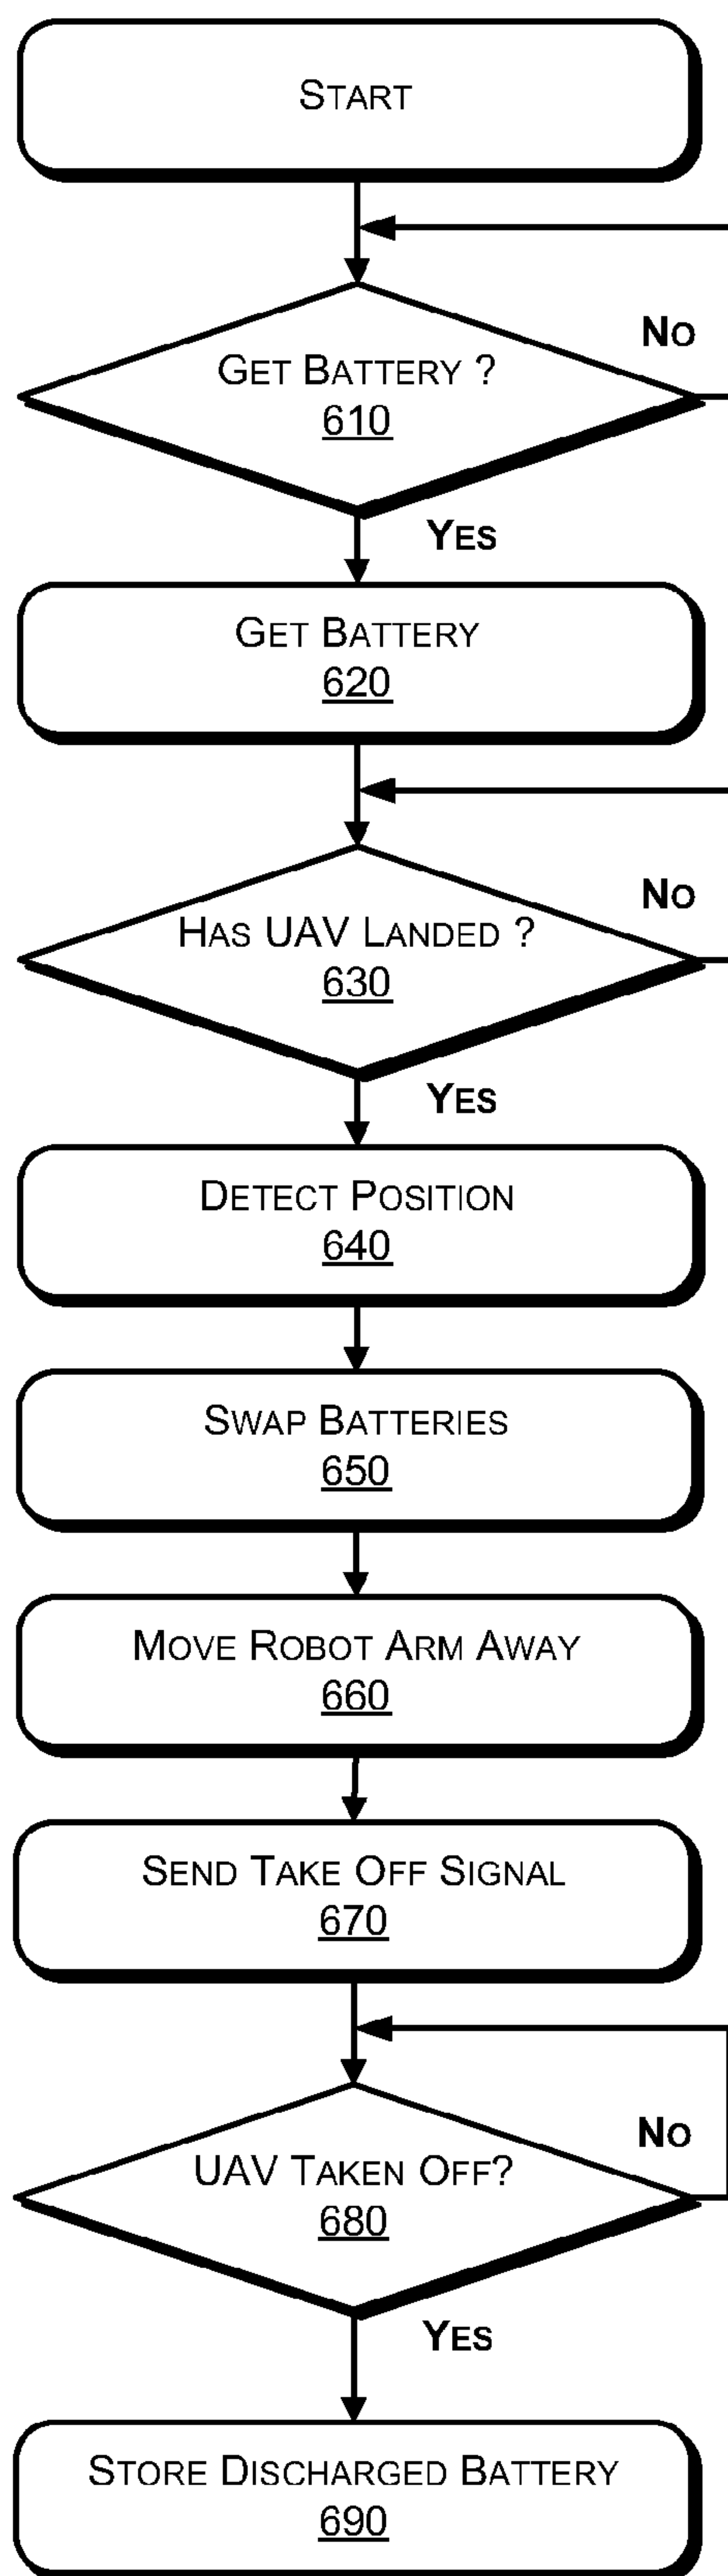 START
GET BATTERY ?
610
NO
YES
GET BATTERY
620
HAS UAV LANDED ?
630
NO
YES
DETECT POSITION
640
SWAP BATTERIES
650
MOVE ROBOT ARM AWAY
660
SEND TAKE OFF SIGNAL
670
UAV TAKEN OFF?
680
NO
YES
STORE DISCHARGED BATTERY
690